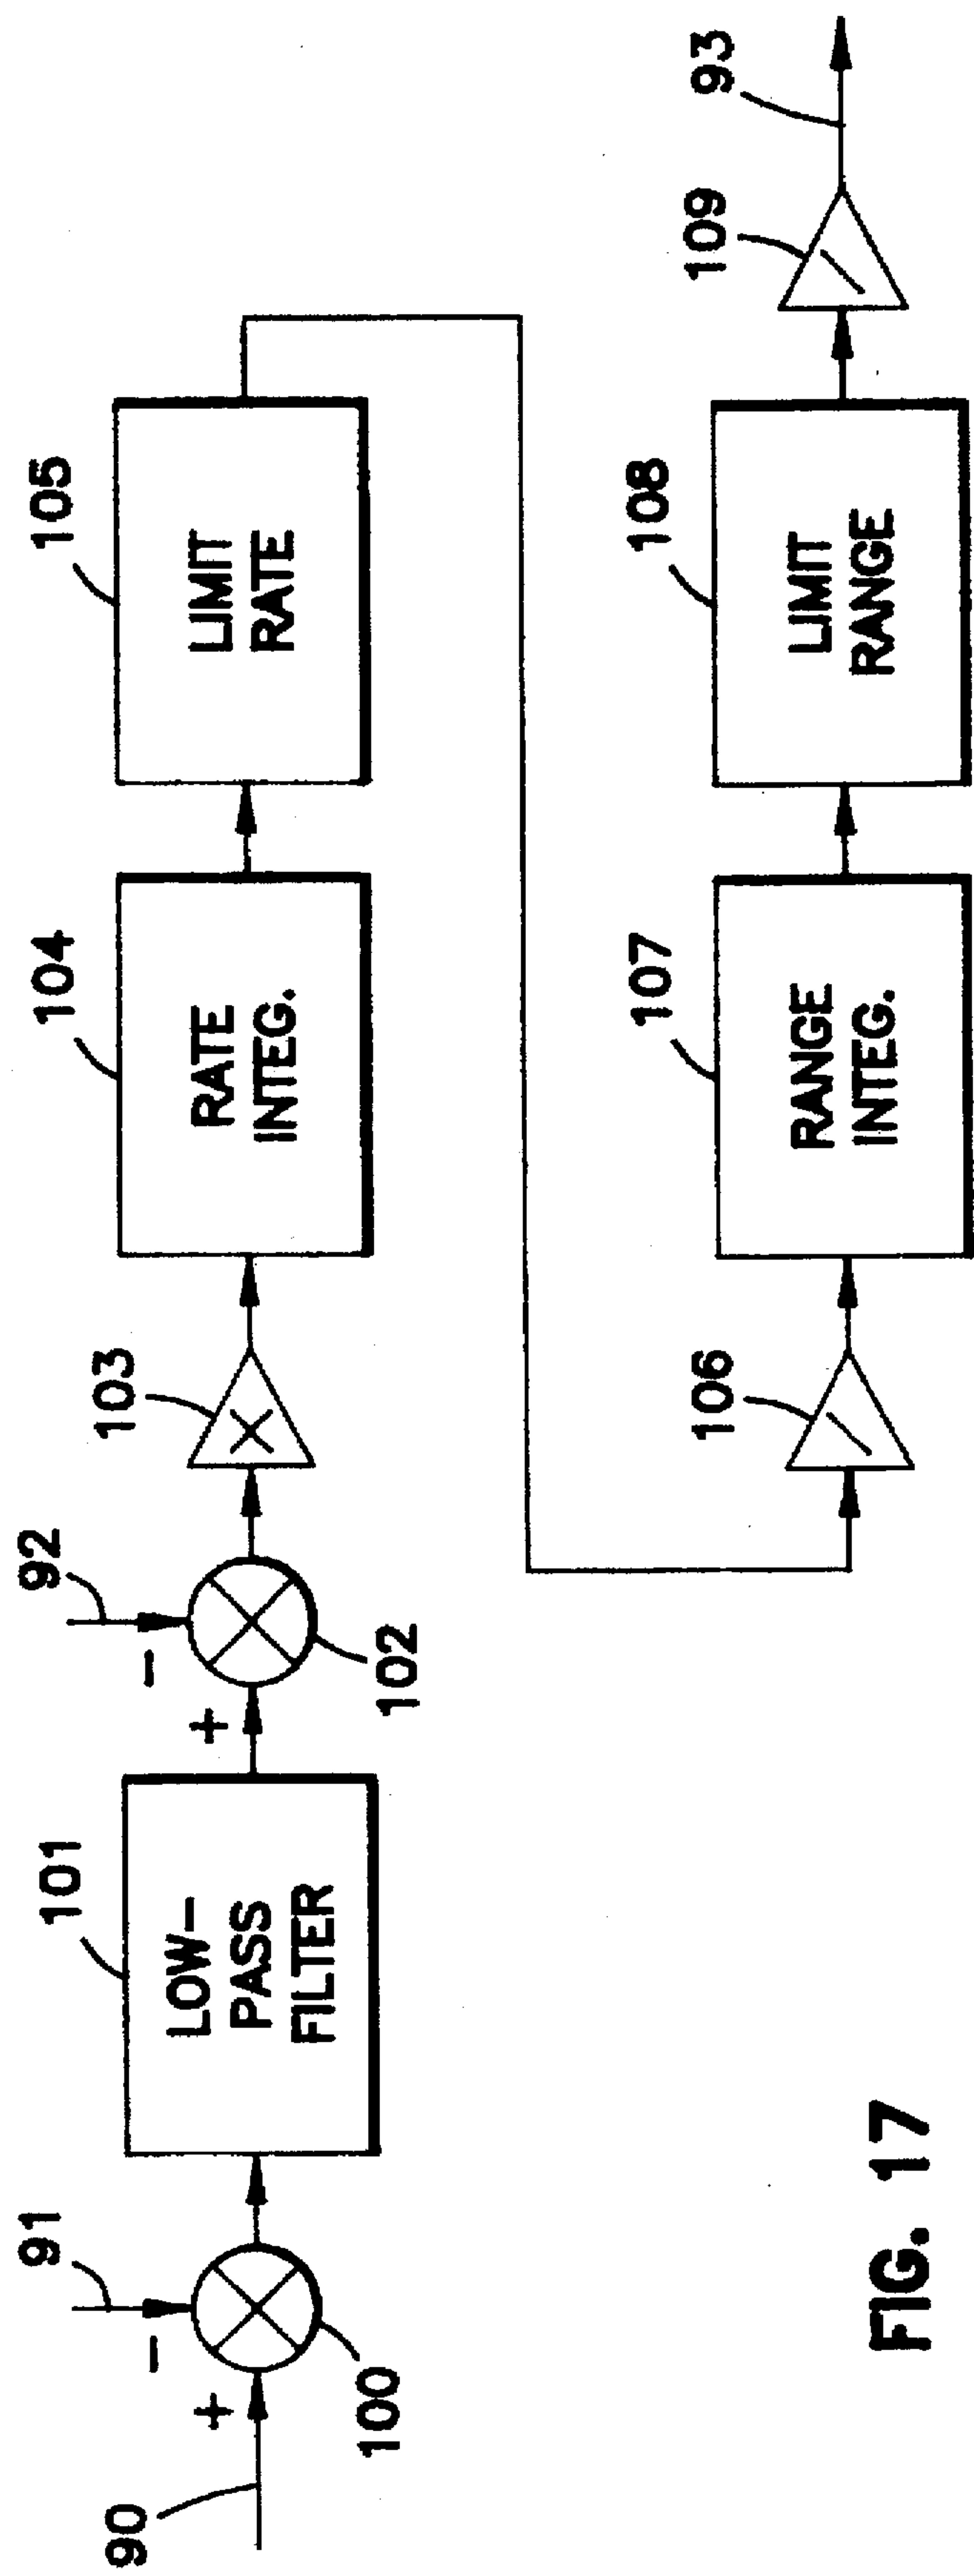 90
+
100
91
−
101
LOW-
PASS
FILTER
+
92
−
102
103
X
104
RATE
INTEG.
105
LIMIT
RATE
106
/
107
RANGE
INTEG.
108
LIMIT
RANGE
109
/
93
FIG. 17